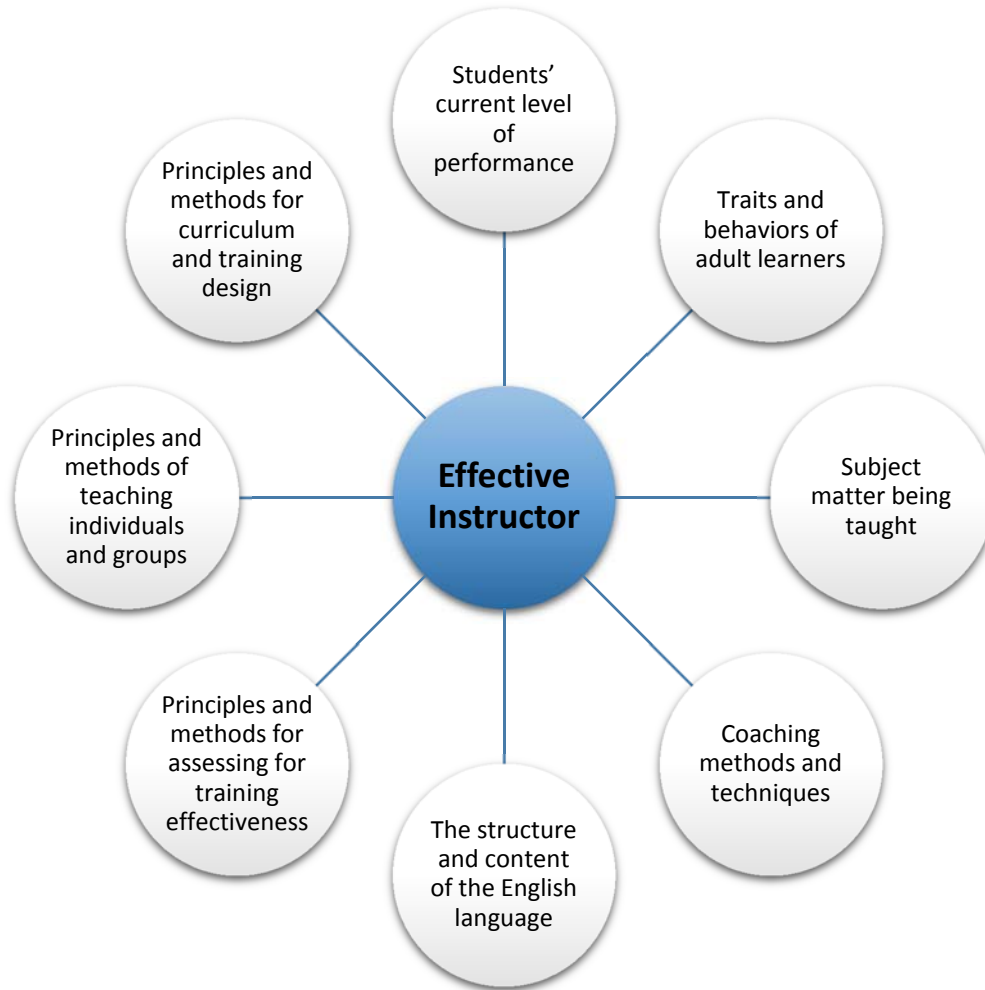 Students’
current level
of
performance
Traits and
behaviors of
adult learners
Subject
matter being
taught
Coaching
methods and
techniques
The structure
and content
of the English
language
Principles and
methods for
assessing for
training
effectiveness
Principles and
methods of
teaching
individuals
and groups
Principles and
methods for
curriculum
and training
design
Effective
Instructor